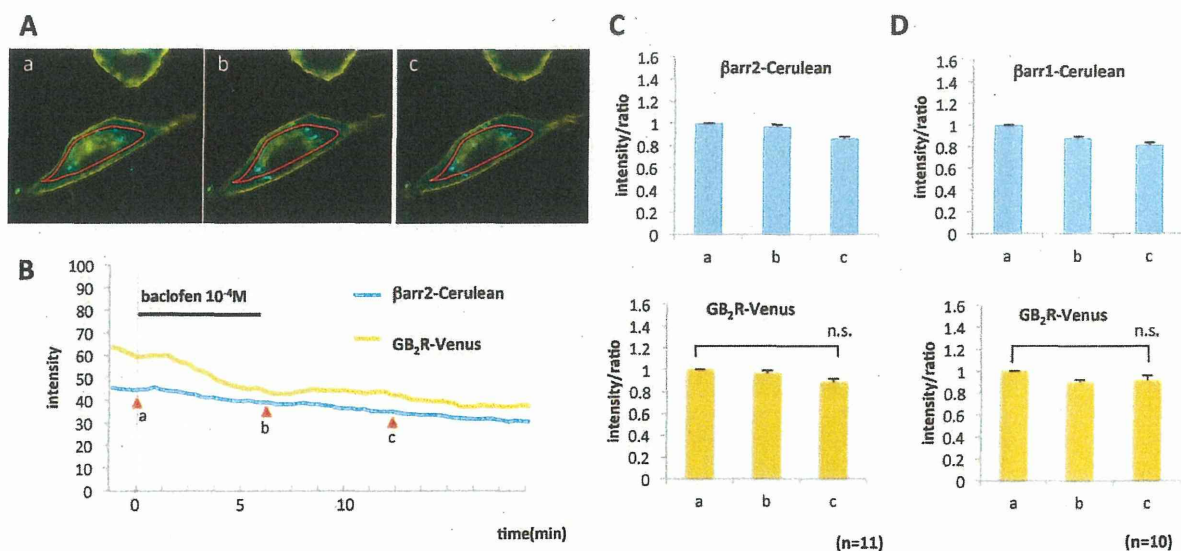 A
a
b
c
B
100
90
80
70
60
50
40
30
20
10
0
intensity
baclofen 10⁻⁴M
βarr2-Cerulean
GB₂R-Venus
a
b
c
0
5
10
time(min)
C
1.6
1.4
1.2
1
0.8
0.6
0.4
0.2
0
intensity/ratio
βarr2-Cerulean
a
b
c
D
1.6
1.4
1.2
1
0.8
0.6
0.4
0.2
0
intensity/ratio
βarr1-Cerulean
a
b
c
1.6
1.4
1.2
1
0.8
0.6
0.4
0.2
0
intensity/ratio
GB₂R-Venus
n.s.
a
b
c
(n=11)
1.6
1.4
1.2
1
0.8
0.6
0.4
0.2
0
intensity/ratio
GB₂R-Venus
n.s.
a
b
c
(n=10)